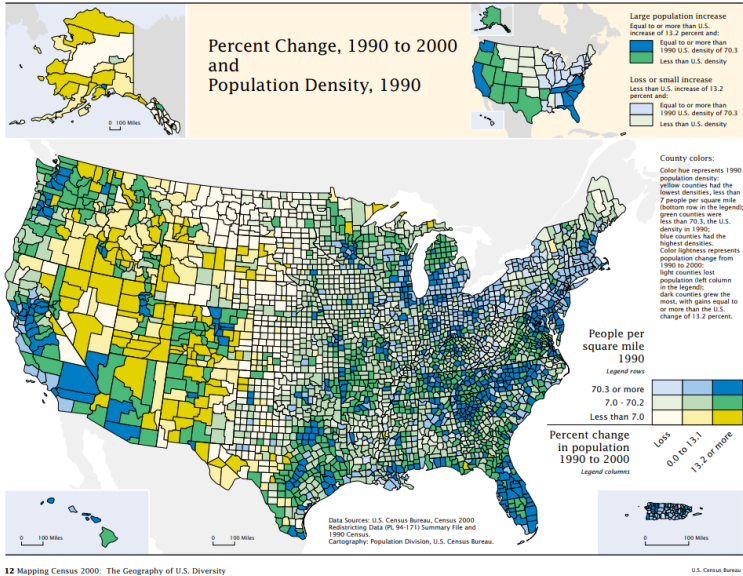 Percent Change, 1990 to 2000
and
Population Density, 1990
0 100 Miles
Large population increase
Equal to or more than U.S.
increase of 13.2 percent and:
Equal to or more than
1990 U.S. density of 70.3
Less than U.S. density
Loss or small increase
Less than U.S. increase of 13.2
percent and:
Equal to or more than
1990 U.S. density of 70.3
Less than U.S. density
County colors:
Color hue represents 1990
population density:
yellow counties had the
lowest densities, less than
7 people per square mile
(bottom row in the legend);
green counties were
less than 70.3, the U.S.
density in 1990;
blue counties had the
highest densities.
Color lightness represents
population change from
1990 to 2000:
light counties lost
population (left column
in the legend);
dark counties grew the
most, with gains equal to
or more than the U.S.
change of 13.2 percent.
People per
square mile
1990
Legend rows
70.3 or more
7.0 - 70.2
Less than 7.0
Percent change
in population
1990 to 2000
Legend columns
Loss
0.0 to 13.1
13.2 or more
0 100 Miles
0 100 Miles
Data Sources: U.S. Census Bureau, Census 2000
Redistricting Data (PL 94-171) Summary File and
1990 Census.
Cartography: Population Division, U.S. Census Bureau.
0 100 Miles
12 Mapping Census 2000: The Geography of U.S. Diversity
U.S. Census Bureau